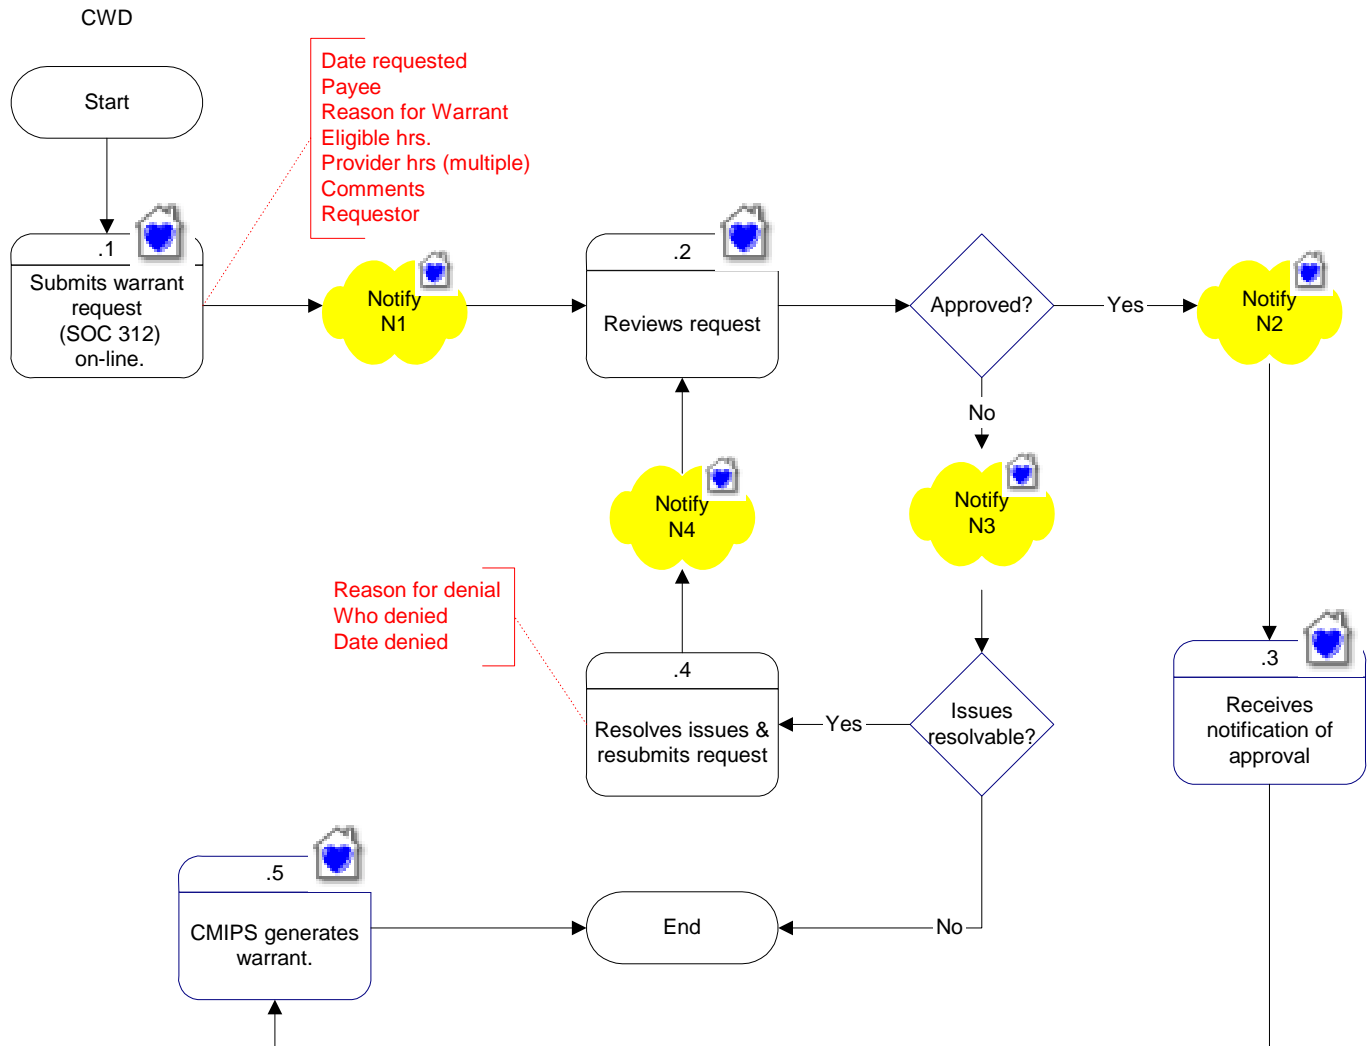 CWD
Start
Date requested
Payee
Reason for Warrant
Eligible hrs.
Provider hrs (multiple)
Comments
Requestor
.1
Submits warrant
request
(SOC 312)
on-line.
Notify
N1
.2
Reviews request
Approved?
Yes
Notify
N2
No
Notify
N4
Notify
N3
Reason for denial
Who denied
Date denied
.4
Resolves issues &
resubmits request
Yes
Issues
resolvable?
.3
Receives
notification of
approval
.5
CMIPS generates
warrant.
End
No